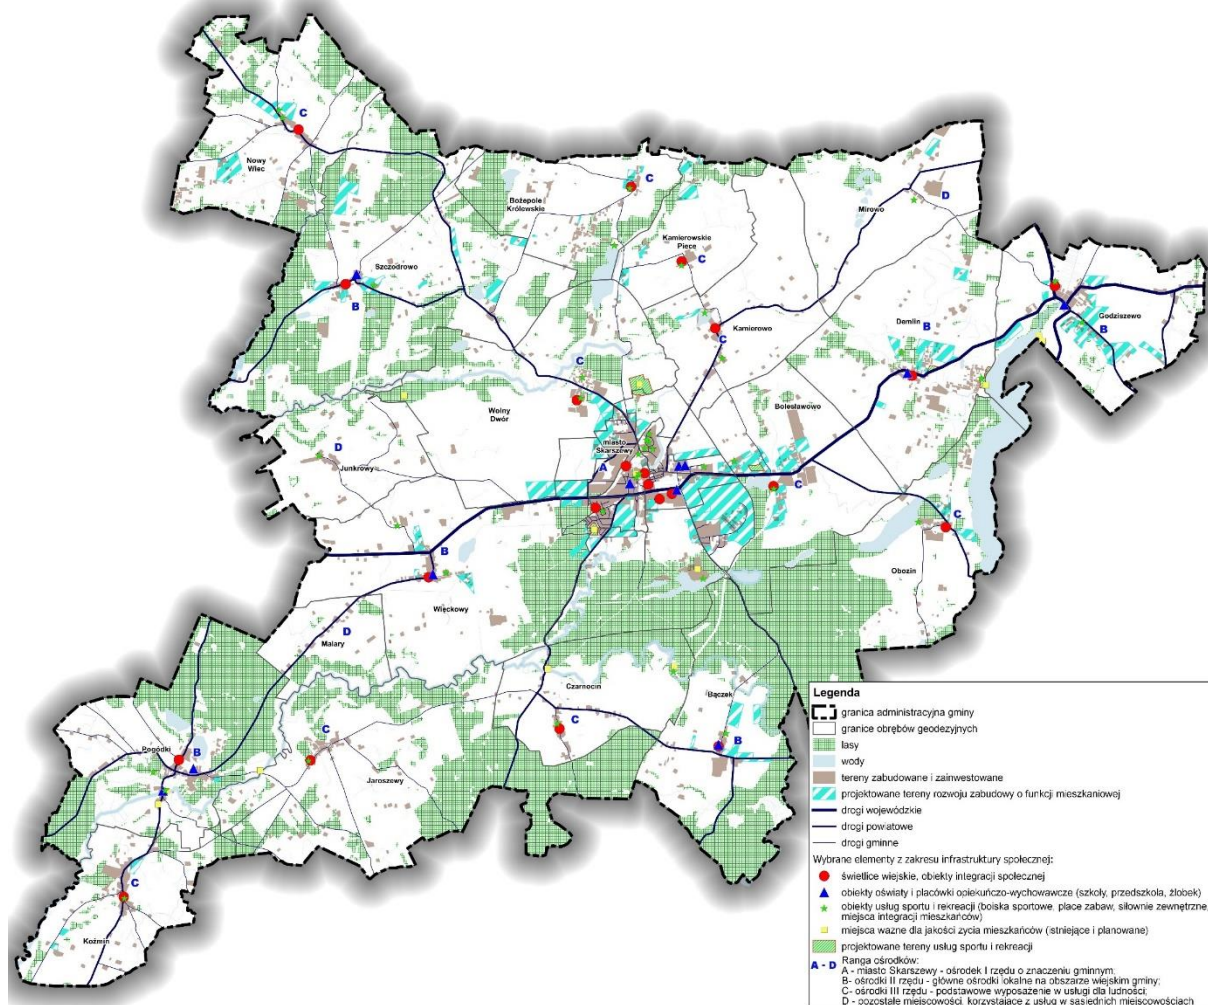 C
Nowy
Wiec
Bożepole
Królewskie
C
Mirowo
D
Kamierowskie
Piece
C
Szczodrowo
B
Kamierowo
C
Demlin
B
Godziszewo
B
C
Wolny
Dwór
Bolesławowo
D
Junkrowy
miasto
Skarszewy
A
C
C
B
Obozin
Więckowy
D
Malary
Czarnocin
Bączek
C
C
B
Pogódki
B
Jaroszewy
C
Koźmin
Legenda
granica administracyjna gminy
granice obrębów geodezyjnych
lasy
wody
tereny zabudowane i zainwestowane
projektowane tereny rozwoju zabudowy o funkcji mieszkaniowej
drogi wojewódzkie
drogi powiatowe
drogi gminne
Wybrane elementy z zakresu infrastruktury społecznej:
świetlice wiejskie, obiekty integracji społecznej
obiekty oświaty i placówki opiekuńczo-wychowawcze (szkoły, przedszkola, żłobek)
obiekty usług sportu i rekreacji (boiska sportowe, place zabaw, siłownie zewnętrzne,
miejsca integracji mieszkańców)
miejsca ważne dla jakości życia mieszkańców (istniejące i planowane)
projektowane tereny usług sportu i rekreacji
A - D Ranga ośrodków:
A - miasto Skarszewy - ośrodek I rzędu o znaczeniu gminnym;
B- ośrodki II rzędu - główne ośrodki lokalne na obszarze wiejskim gminy;
C- ośrodki III rzędu - podstawowe wyposażenie w usługi dla ludności;
D - pozostałe miejscowości, korzystające z usług w sąsiednich miejscowościach